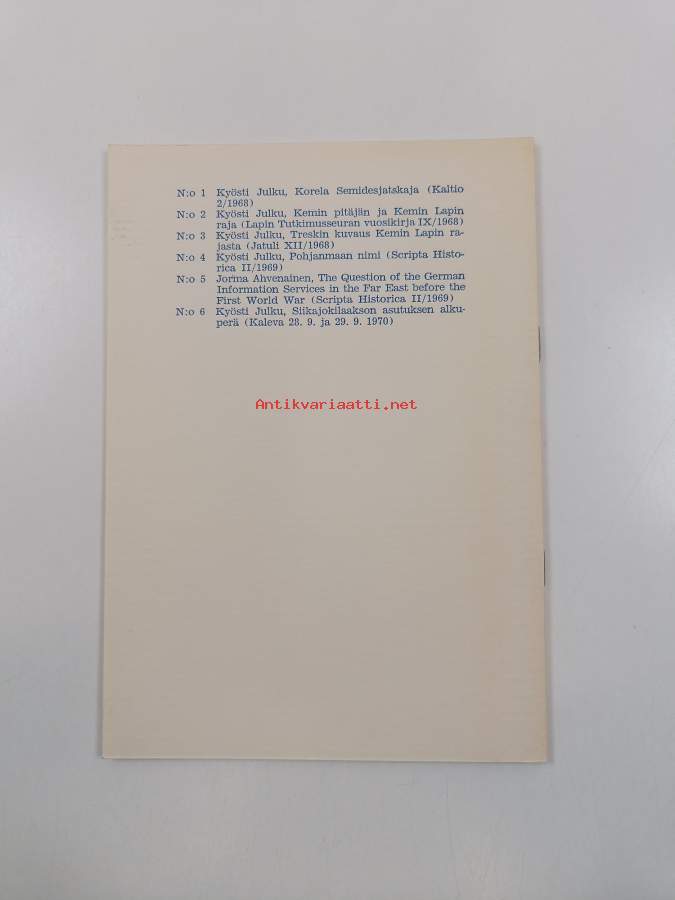 N:o 1 Kyösti Julku, Korela Semidesjatskaja (Kaltio
2/1968)
N:o 2 Kyösti Julku, Kemin pitäjän ja Kemin Lapin
raja (Lapin Tutkimusseuran vuosikirja IX/1968)
N:o 3 Kyösti Julku, Treskin kuvaus Kemin Lapin ra-
jasta (Jatuli XII/1968)
N:o 4 Kyösti Julku, Pohjanmaan nimi (Scripta Histo-
rica II/1969)
N:o 5 Jorma Ahvenainen, The Question of the German
Information Services in the Far East before the
First World War (Scripta Historica II/1969)
N:o 6 Kyösti Julku, Siikajokilaakson asutuksen alku-
perä (Kaleva 28. 9. ja 29. 9. 1970)
Antikvariaatti.net